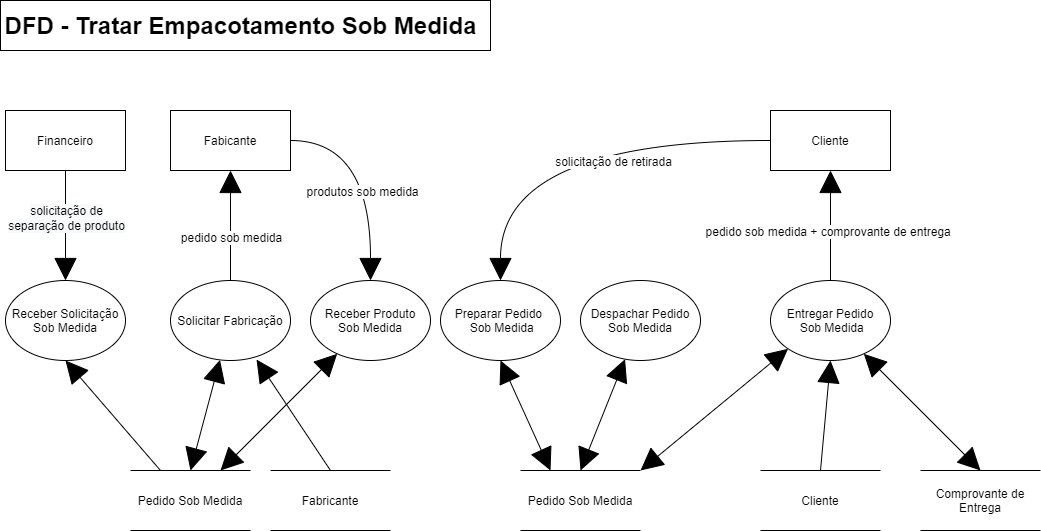 DFD - Tratar Empacotamento Sob Medida
Financeiro
Fabicante
Cliente
solicitação de retirada
produtos sob medida
solicitação de
separação de produto
pedido sob medida
pedido sob medida + comprovante de entrega
Receber Solicitação
Sob Medida
Solicitar Fabricação
Receber Produto
Sob Medida
Preparar Pedido
Sob Medida
Despachar Pedido
Sob Medida
Entregar Pedido
Sob Medida
Pedido Sob Medida
Fabricante
Pedido Sob Medida
Cliente
Comprovante de
Entrega